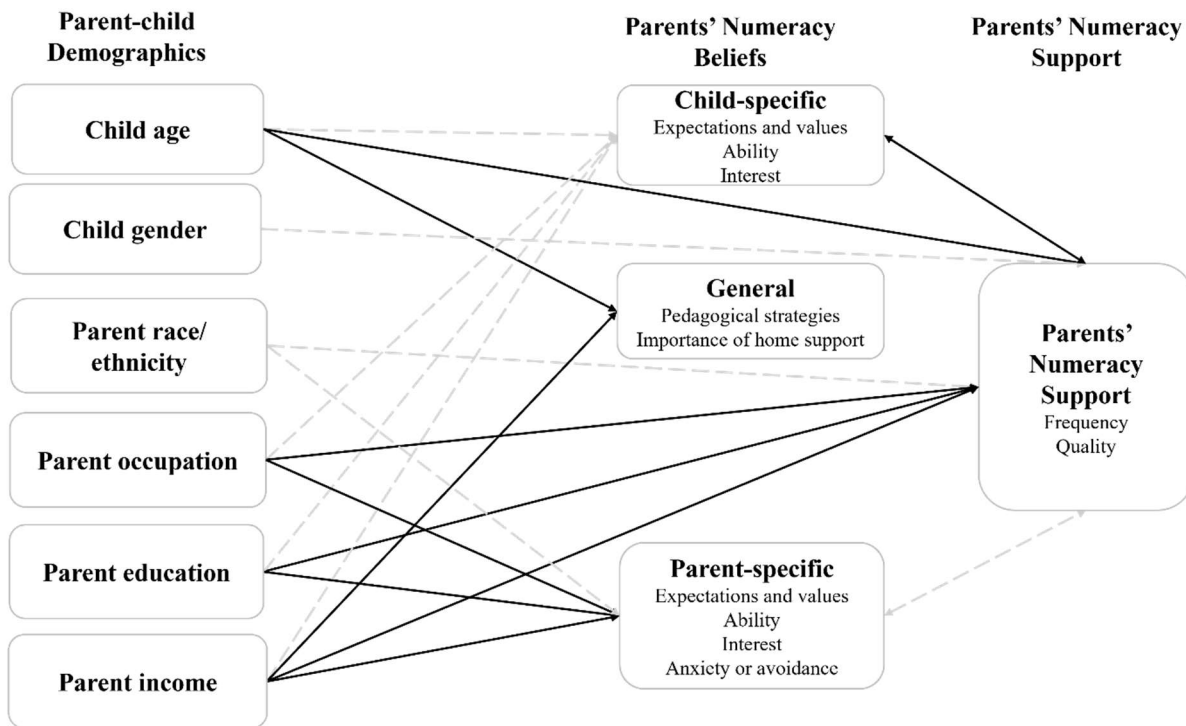 Parent-child
Demographics
Parents’ Numeracy
Beliefs
Parents’ Numeracy
Support
Child age
Child gender
Parent race/
ethnicity
Parent occupation
Parent education
Parent income
Child-specific
Expectations and values
Ability
Interest
General
Pedagogical strategies
Importance of home support
Parent-specific
Expectations and values
Ability
Interest
Anxiety or avoidance
Parents’
Numeracy
Support
Frequency
Quality